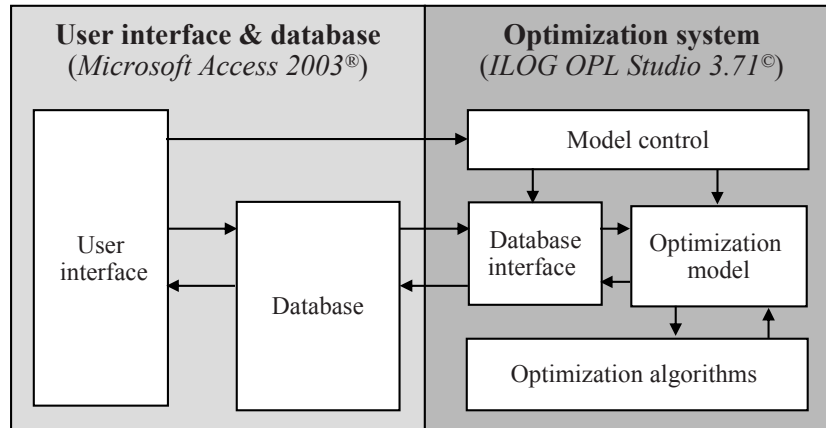 User interface & database
(Microsoft Access 2003®)
Optimization system
(ILOG OPL Studio 3.71©)
Model control
User
interface
Database
Database
interface
Optimization
model
Optimization algorithms